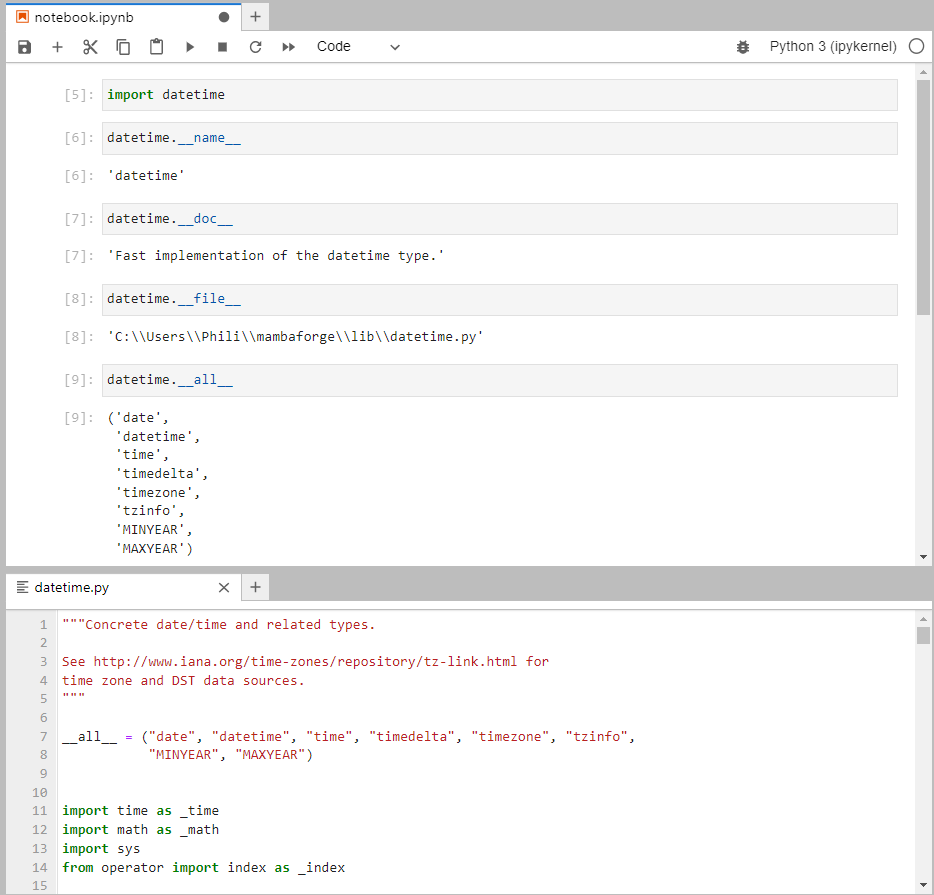 notebook.ipynb
Code
Python 3 (ipykernel)
[5]: import datetime
[6]: datetime.__name__
[6]: 'datetime'
[7]: datetime.__doc__
[7]: 'Fast implementation of the datetime type.'
[8]: datetime.__file__
[8]: 'C:\\Users\\Phili\\mambaforge\\lib\\datetime.py'
[9]: datetime.__all__
[9]: ('date',
'datetime',
'time',
'timedelta',
'timezone',
'tzinfo',
'MINYEAR',
'MAXYEAR')
datetime.py
1 """Concrete date/time and related types.
2
3 See http://www.iana.org/time-zones/repository/tz-link.html for
4 time zone and DST data sources.
5 """
6
7 __all__ = ("date", "datetime", "time", "timedelta", "timezone", "tzinfo",
8 "MINYEAR", "MAXYEAR")
9
10
11 import time as _time
12 import math as _math
13 import sys
14 from operator import index as _index
15